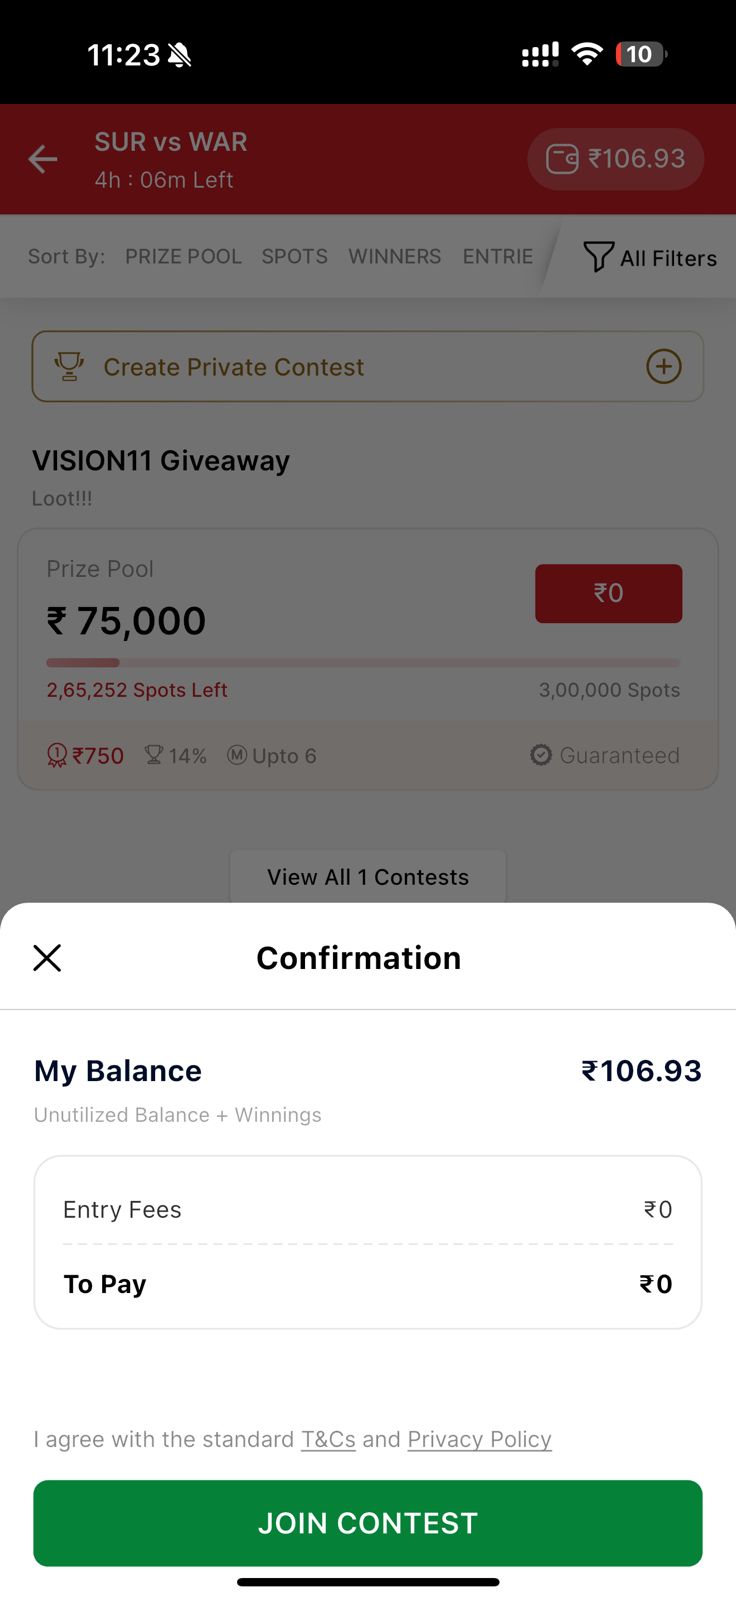 11:23
10
SUR vs WAR
4h : 06m Left
₹106.93
Sort By: PRIZE POOL SPOTS WINNERS ENTRIE
All Filters
Create Private Contest
VISION11 Giveaway
Loot!!!
Prize Pool
₹ 75,000
₹0
2,65,252 Spots Left
3,00,000 Spots
1 ₹750 14% M Upto 6
Guaranteed
View All 1 Contests
Confirmation
My Balance
₹106.93
Unutilized Balance + Winnings
Entry Fees
₹0
To Pay
₹0
I agree with the standard T&Cs and Privacy Policy
JOIN CONTEST